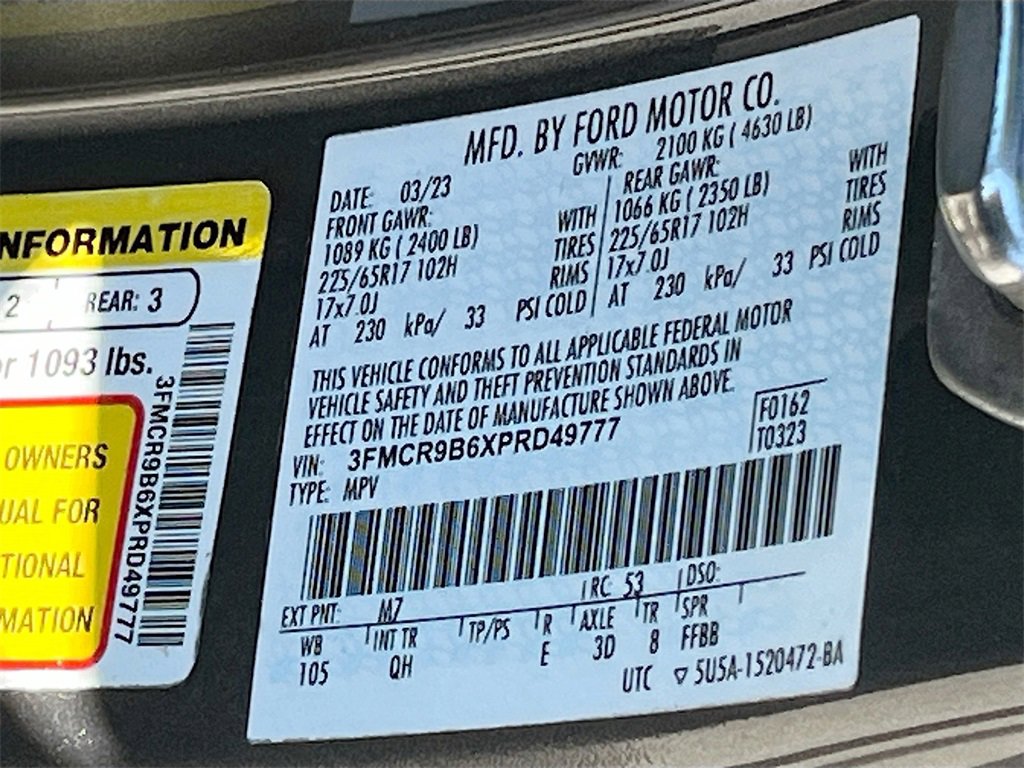 NFORMATION
2 REAR: 3
or 1093 lbs.
OWNERS
UAL FOR
TIONAL
MATION
3FMCR9B6XPRD49777
MFD. BY FORD MOTOR CO.
DATE: 03/23 GVWR: 2100 KG ( 4630 LB)
FRONT GAWR: REAR GAWR:
1089 KG ( 2400 LB) WITH 1066 KG ( 2350 LB) WITH
225/65R17 102H TIRES 225/65R17 102H TIRES
17x7.0J RIMS 17x7.0J RIMS
AT 230 kPa/ 33 PSI COLD AT 230 kPa/ 33 PSI COLD
THIS VEHICLE CONFORMS TO ALL APPLICABLE FEDERAL MOTOR
VEHICLE SAFETY AND THEFT PREVENTION STANDARDS IN
EFFECT ON THE DATE OF MANUFACTURE SHOWN ABOVE.
VIN: 3FMCR9B6XPRD49777 F0162
TYPE: MPV T0323
EXT PNT: M7 RC: 53 DSO:
WB INT TR TP/PS R AXLE TR SPR
105 QH E 3D 8 FFBB
UTC ▽ 5U5A-1520472-BA